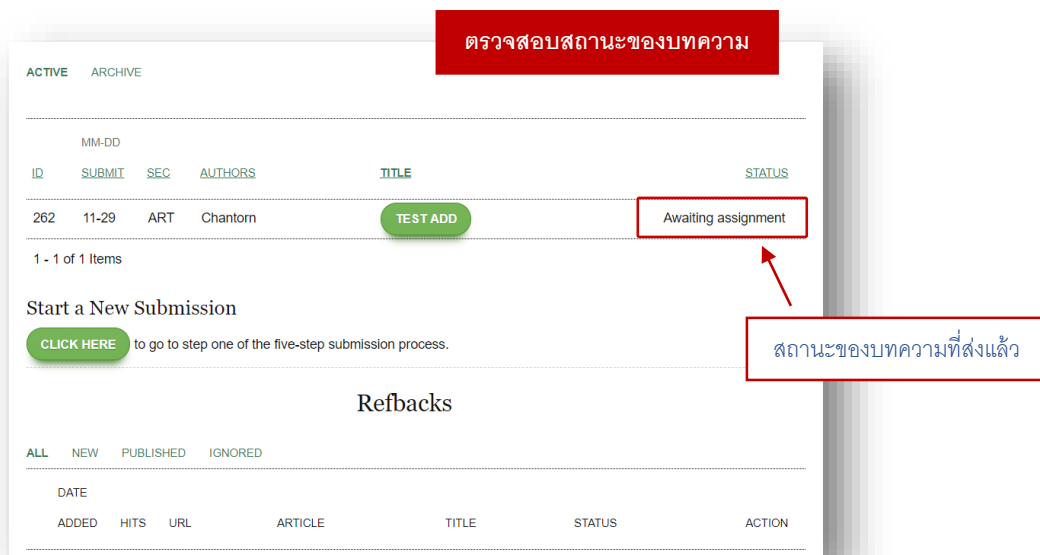 ตรวจสอบสถานะของบทความ
ACTIVE ARCHIVE
MM-DD
ID SUBMIT SEC AUTHORS TITLE STATUS
262 11-29 ART Chantorn TEST ADD Awaiting assignment
1 - 1 of 1 Items
Start a New Submission
CLICK HERE to go to step one of the five-step submission process.
สถานะของบทความที่ส่งแล้ว
Refbacks
ALL NEW PUBLISHED IGNORED
DATE
ADDED HITS URL ARTICLE TITLE STATUS ACTION